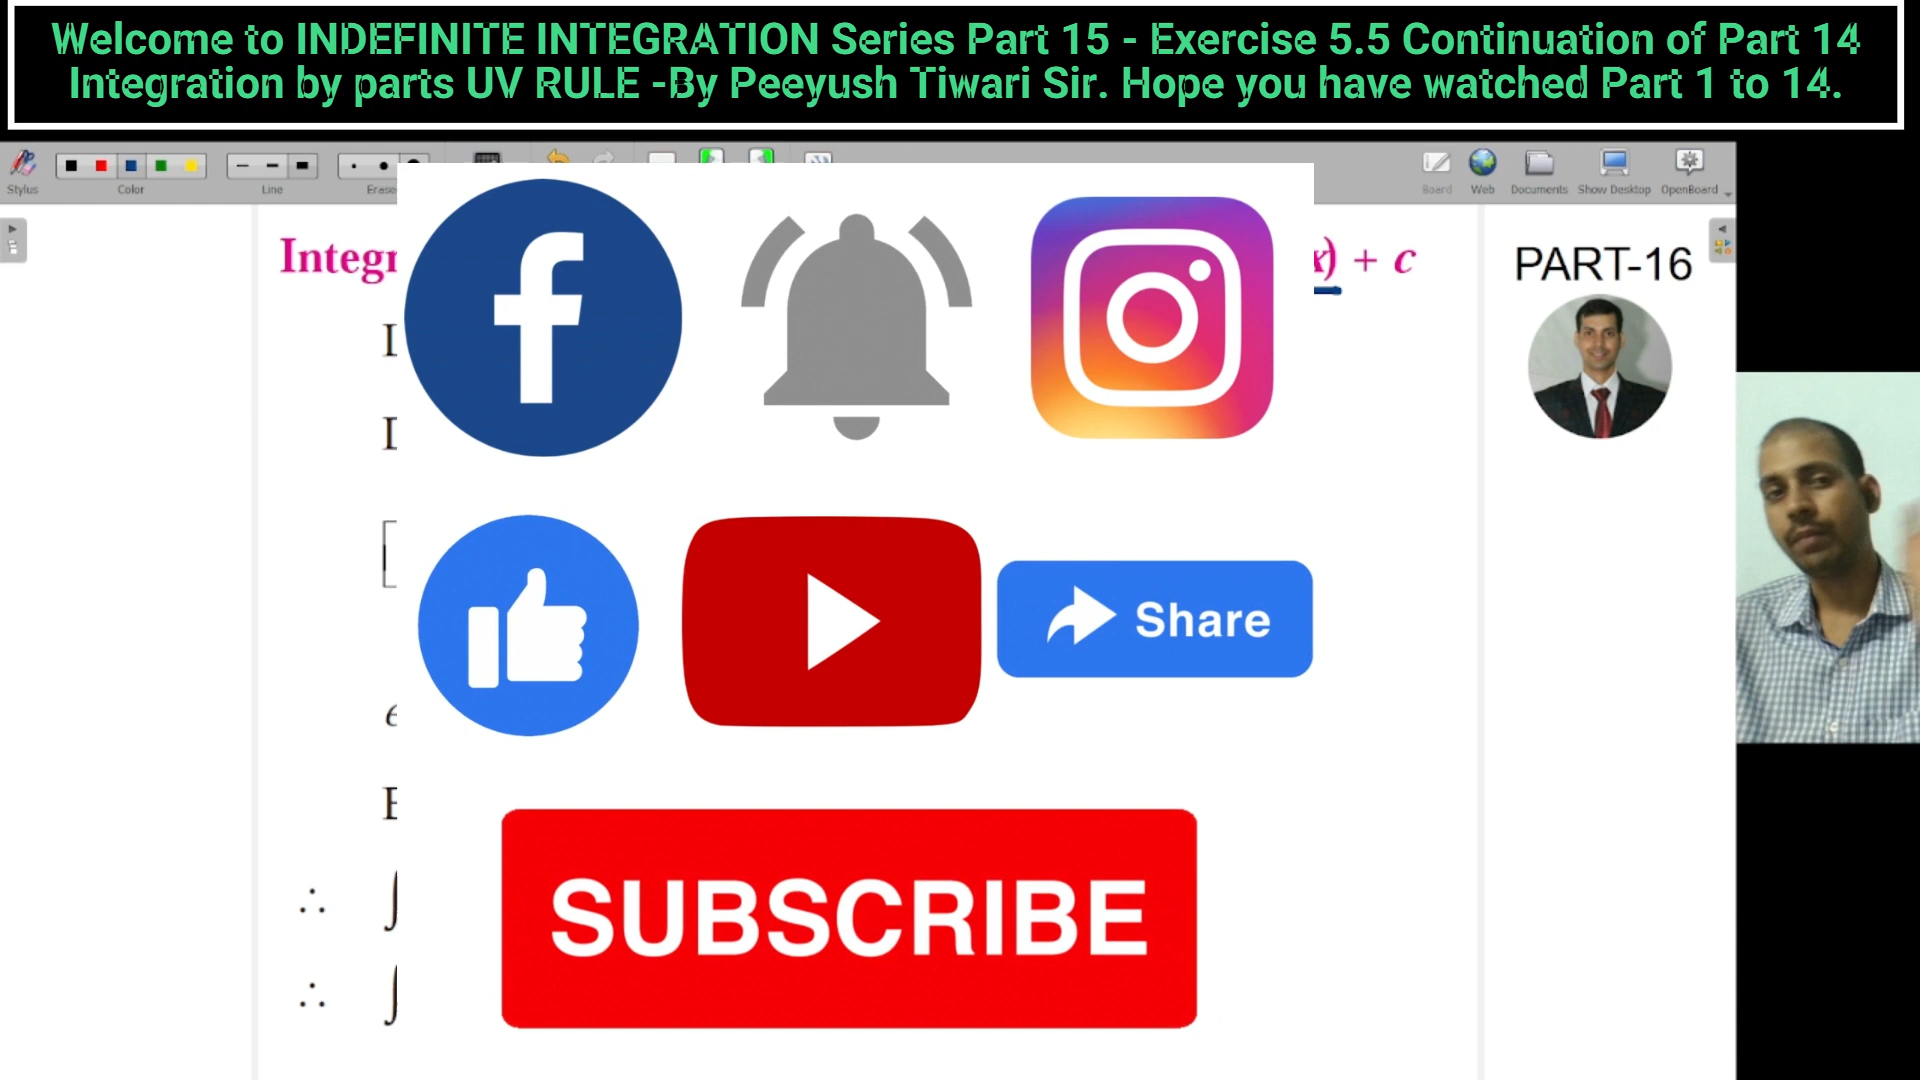 Welcome to INDEFINITE INTEGRATION Series Part 15 - Exercise 5.5 Continuation of Part 14
Integration by parts UV RULE -By Peeyush Tiwari Sir. Hope you have watched Part 1 to 14.
Stylus
Color
Line
Board
Web
Documents
Show Desktop
OpenBoard
+ c
PART-16
Share
SUBSCRIBE
∴ ∫
∴ ∫